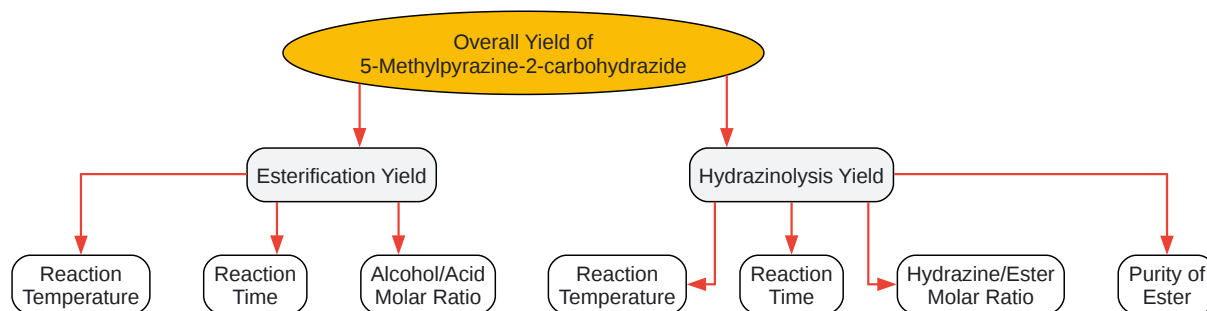 Overall Yield of
5-Methylpyrazine-2-carbohydrazide
Esterification Yield
Hydrazinolysis Yield
Reaction
Temperature
Reaction
Time
Alcohol/Acid
Molar Ratio
Reaction
Temperature
Reaction
Time
Hydrazine/Ester
Molar Ratio
Purity of
Ester